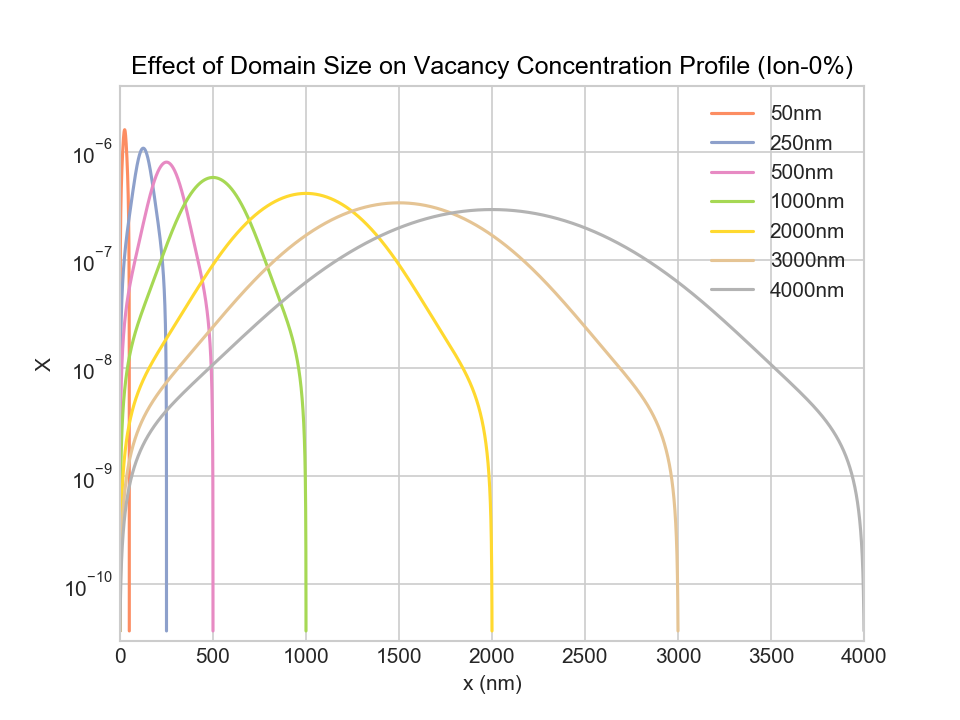 Effect of Domain Size on Vacancy Concentration Profile (Ion-0%)
50nm
250nm
500nm
1000nm
2000nm
3000nm
4000nm
X
10⁻⁶
10⁻⁷
10⁻⁸
10⁻⁹
10⁻¹⁰
0 500 1000 1500 2000 2500 3000 3500 4000
x (nm)